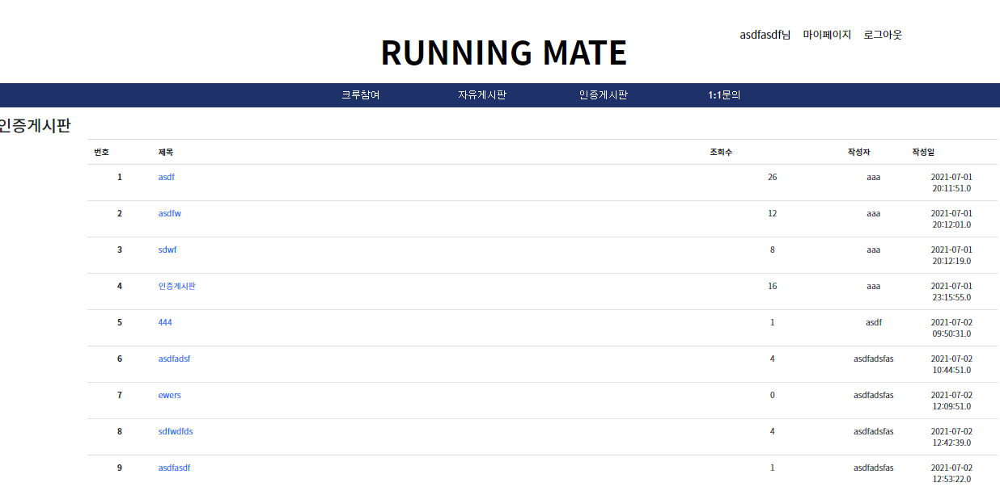 asdfasdf님 마이페이지 로그아웃
RUNNING MATE
크루참여 자유게시판 인증게시판 1:1문의
인증게시판
번호 제목 조회수 작성자 작성일
1 asdf 26 aaa 2021-07-01
20:11:51.0
2 asdfw 12 aaa 2021-07-01
20:12:01.0
3 sdwf 8 aaa 2021-07-01
20:12:19.0
4 인증게시판 16 aaa 2021-07-01
23:15:55.0
5 444 1 asdf 2021-07-02
09:50:31.0
6 asdfadsf 4 asdfadsfas 2021-07-02
10:44:51.0
7 ewers 0 asdfadsfas 2021-07-02
12:09:51.0
8 sdfwdfds 4 asdfadsfas 2021-07-02
12:42:39.0
9 asdfasdf 1 asdfadsfas 2021-07-02
12:53:22.0